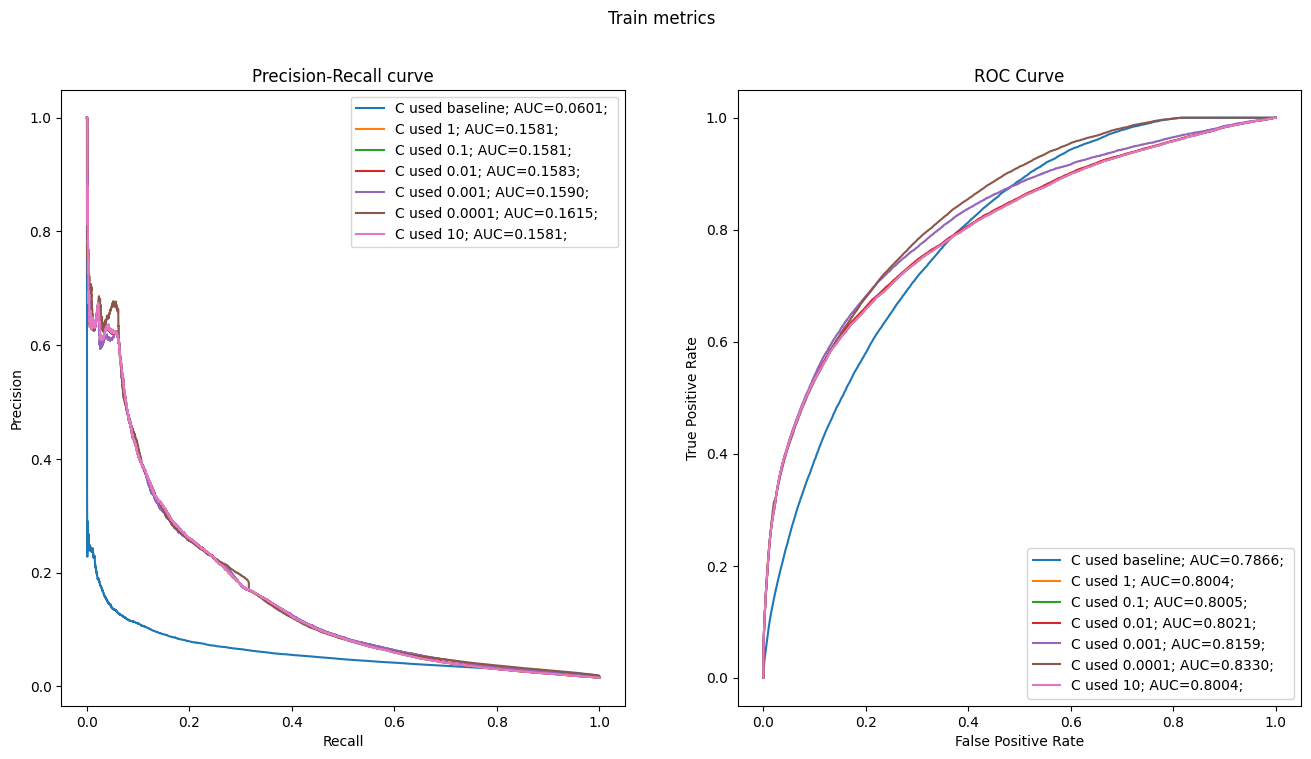 Train metrics
Precision-Recall curve
C used baseline; AUC=0.0601;
C used 1; AUC=0.1581;
C used 0.1; AUC=0.1581;
C used 0.01; AUC=0.1583;
C used 0.001; AUC=0.1590;
C used 0.0001; AUC=0.1615;
C used 10; AUC=0.1581;
1.0
0.8
0.6
0.4
0.2
0.0
Precision
0.0 0.2 0.4 0.6 0.8 1.0
Recall
ROC Curve
1.0
0.8
0.6
0.4
0.2
0.0
True Positive Rate
C used baseline; AUC=0.7866;
C used 1; AUC=0.8004;
C used 0.1; AUC=0.8005;
C used 0.01; AUC=0.8021;
C used 0.001; AUC=0.8159;
C used 0.0001; AUC=0.8330;
C used 10; AUC=0.8004;
0.0 0.2 0.4 0.6 0.8 1.0
False Positive Rate